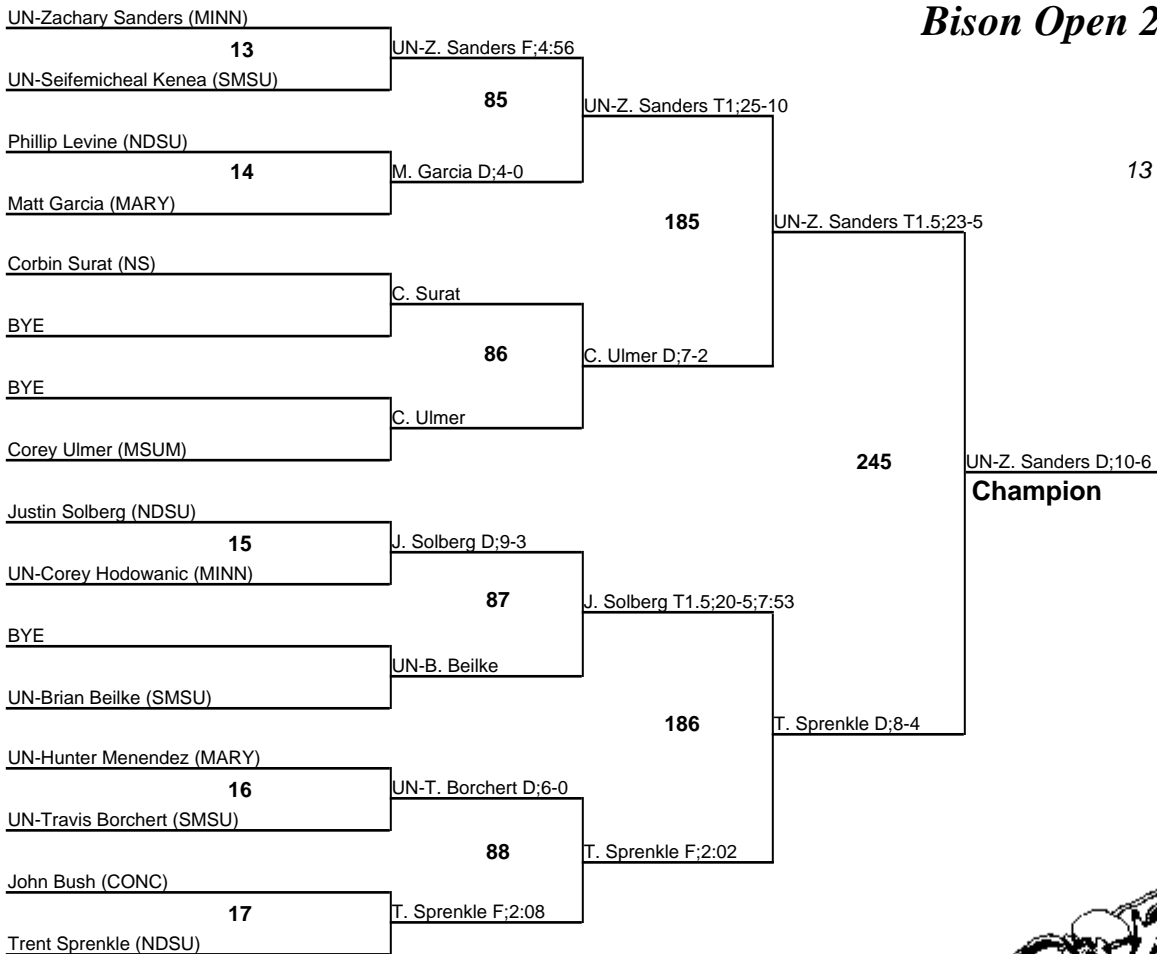 Bison Open 2
13
UN-Zachary Sanders (MINN)
13
UN-Seifemicheal Kenea (SMSU)
UN-Z. Sanders F;4:56
85
Phillip Levine (NDSU)
14
Matt Garcia (MARY)
M. Garcia D;4-0
UN-Z. Sanders T1;25-10
185
Corbin Surat (NS)
BYE
C. Surat
86
BYE
Corey Ulmer (MSUM)
C. Ulmer
C. Ulmer D;7-2
UN-Z. Sanders T1.5;23-5
245
UN-Z. Sanders D;10-6
Champion
Justin Solberg (NDSU)
15
UN-Corey Hodowanic (MINN)
J. Solberg D;9-3
87
BYE
UN-Brian Beilke (SMSU)
UN-B. Beilke
J. Solberg T1.5;20-5;7:53
186
UN-Hunter Menendez (MARY)
16
UN-Travis Borchert (SMSU)
UN-T. Borchert D;6-0
88
John Bush (CONC)
17
Trent Sprenkle (NDSU)
T. Sprenkle F;2:08
T. Sprenkle F;2:02
T. Sprenkle D;8-4